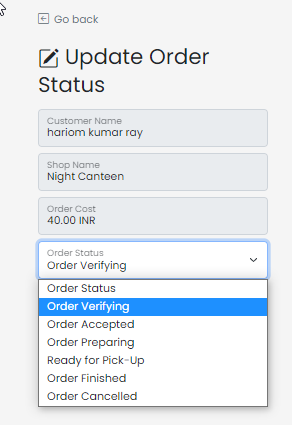 Go back
Update Order
Status
Customer Name
hariom kumar ray
Shop Name
Night Canteen
Order Cost
40.00 INR
Order Status
Order Verifying
Order Status
Order Verifying
Order Accepted
Order Preparing
Ready for Pick-Up
Order Finished
Order Cancelled